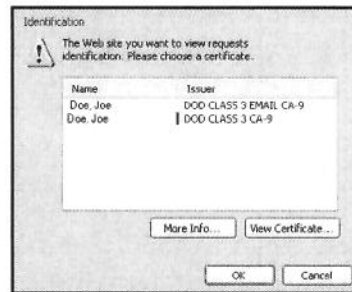 Identification
The Web site you want to view requests
identification. Please choose a certificate.
Name Issuer
Doe, Joe DOD CLASS 3 EMAIL CA-9
Doe, Joe DOD CLASS 3 CA-9
More Info... View Certificate...
OK Cancel